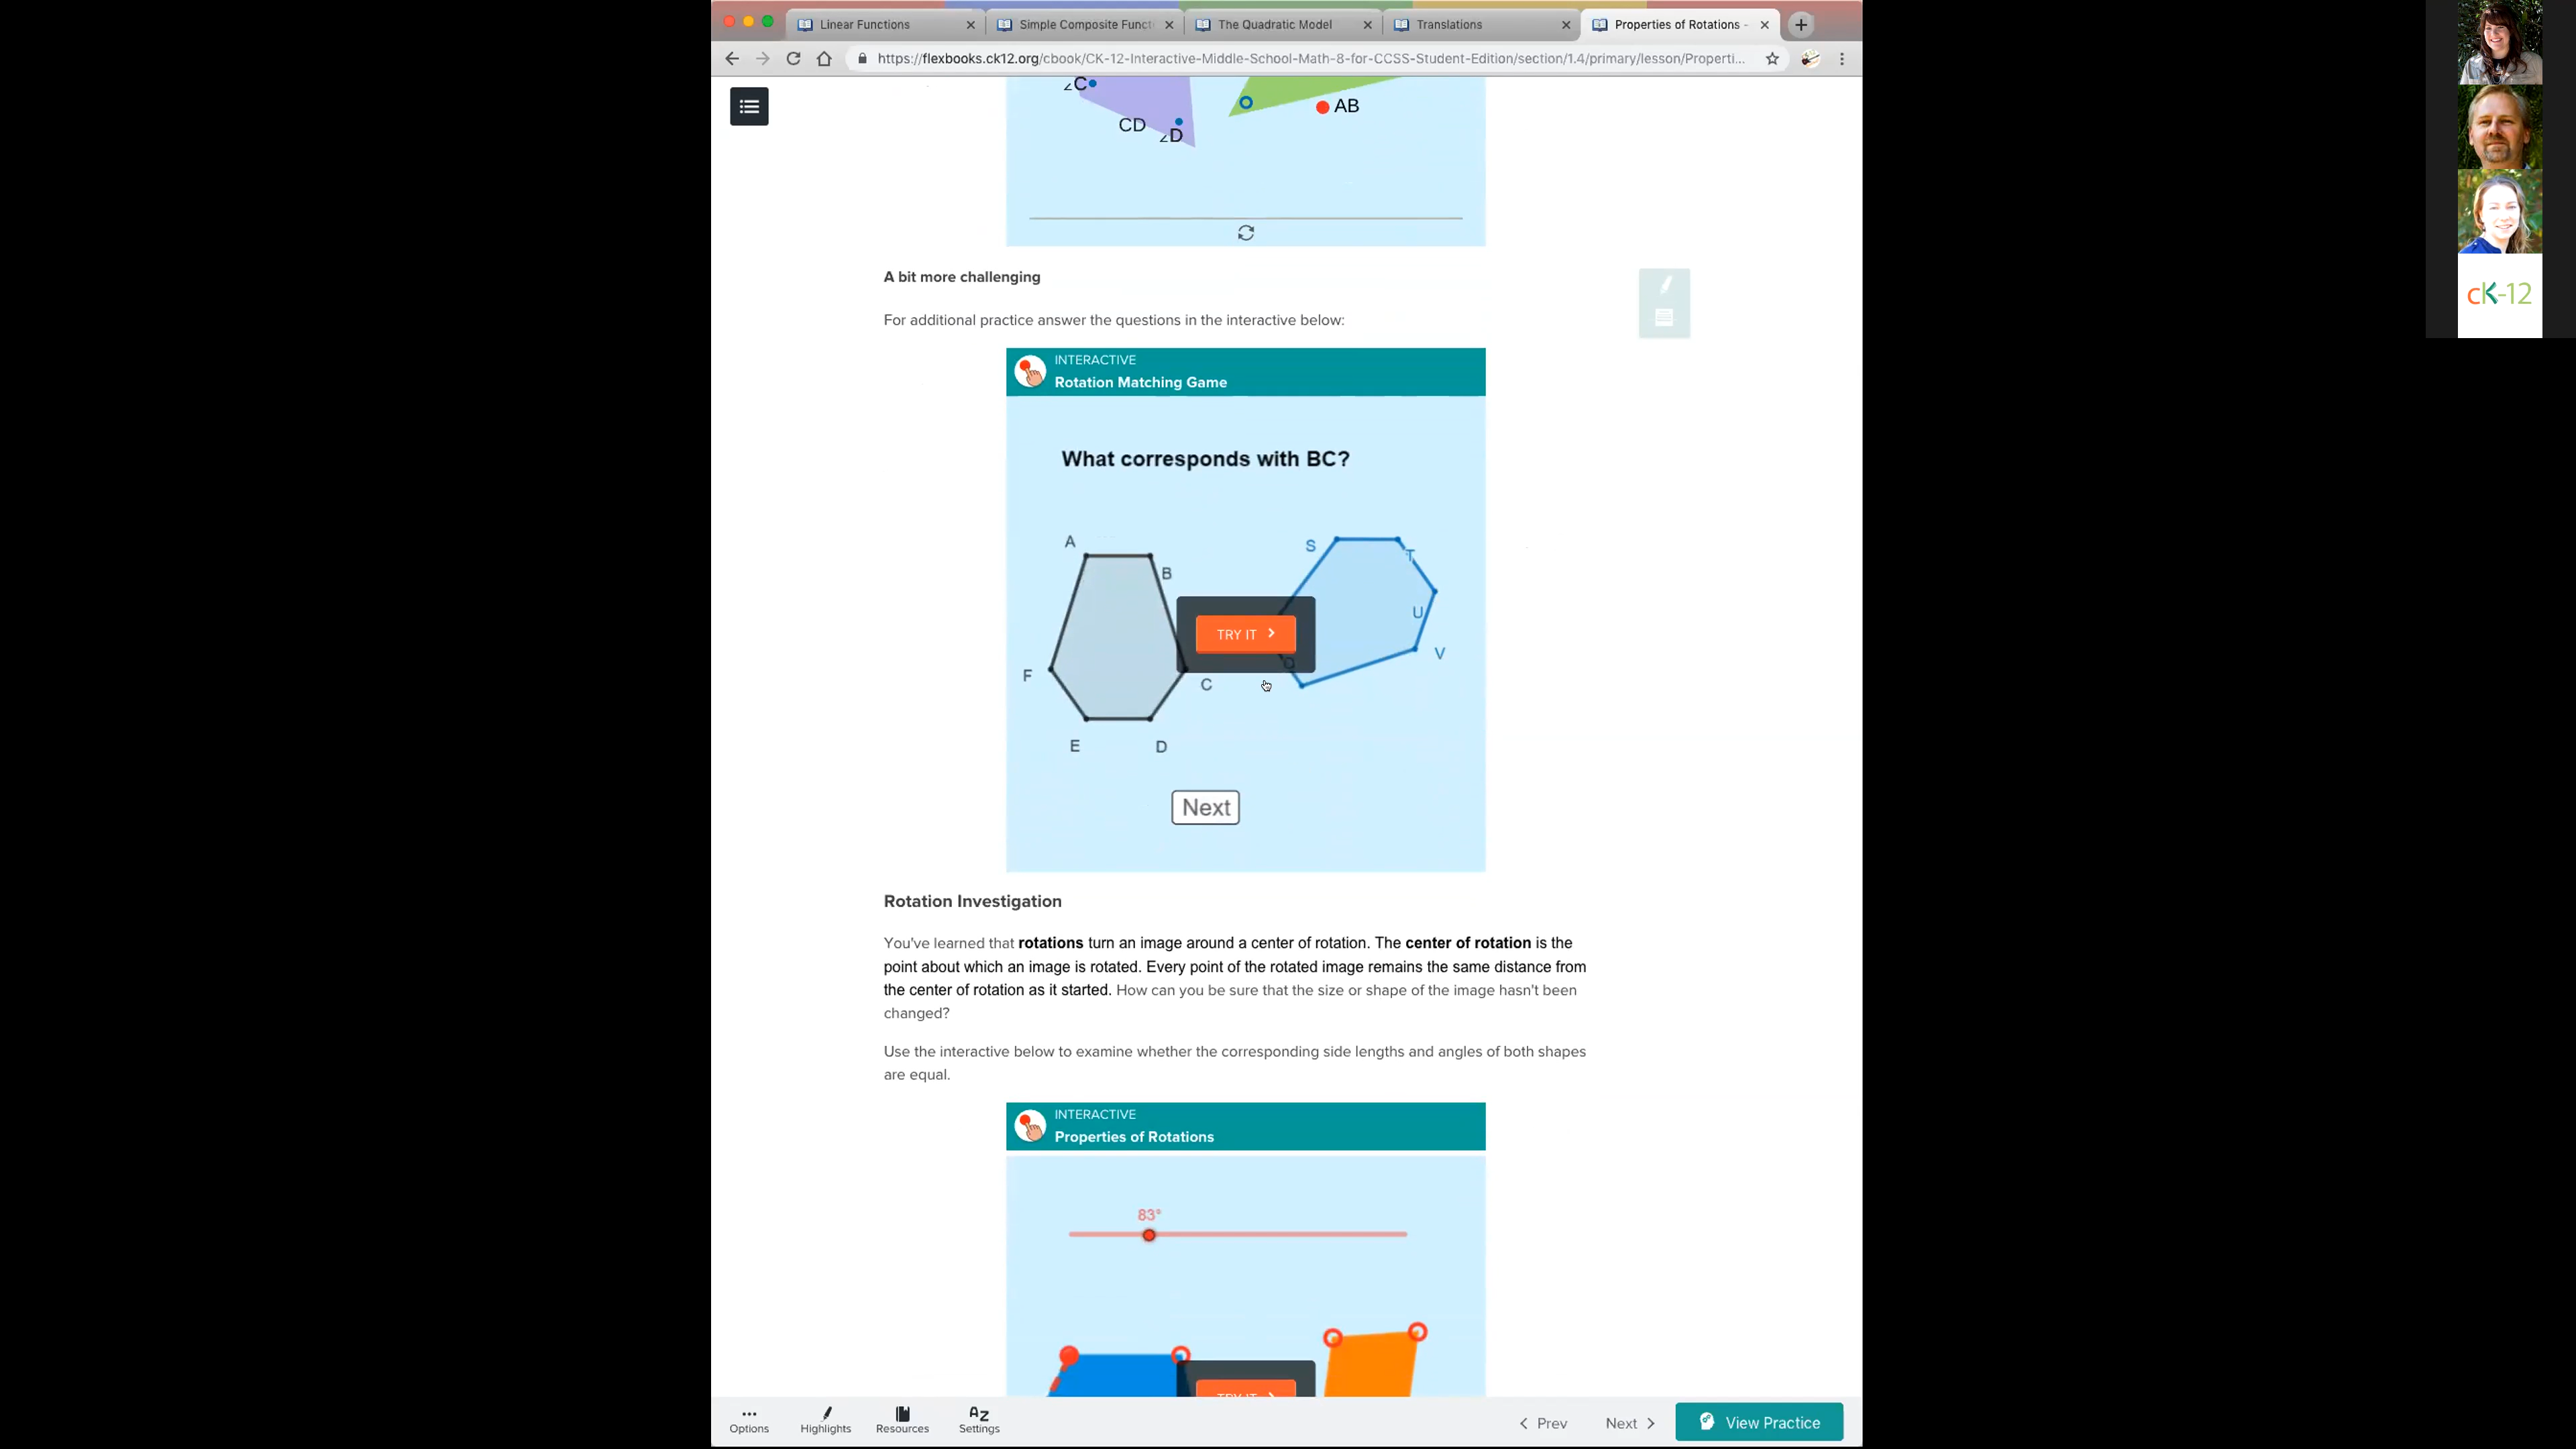 Linear Functions
Simple Composite Funct
The Quadratic Model
Translations
Properties of Rotations -
https://flexbooks.ck12.org/cbook/CK-12-Interactive-Middle-School-Math-8-for-CCSS-Student-Edition/section/1.4/primary/lesson/Properti...
∠C
CD
∠D
AB
cK-12
A bit more challenging
For additional practice answer the questions in the interactive below:
INTERACTIVE
Rotation Matching Game
What corresponds with BC?
A
B
C
D
E
F
S
T
U
V
Q
TRY IT
Next
Rotation Investigation
You've learned that rotations turn an image around a center of rotation. The center of rotation is the
point about which an image is rotated. Every point of the rotated image remains the same distance from
the center of rotation as it started. How can you be sure that the size or shape of the image hasn't been
changed?
Use the interactive below to examine whether the corresponding side lengths and angles of both shapes
are equal.
INTERACTIVE
Properties of Rotations
83°
TRY IT
Options
Highlights
Resources
Settings
Prev
Next
View Practice